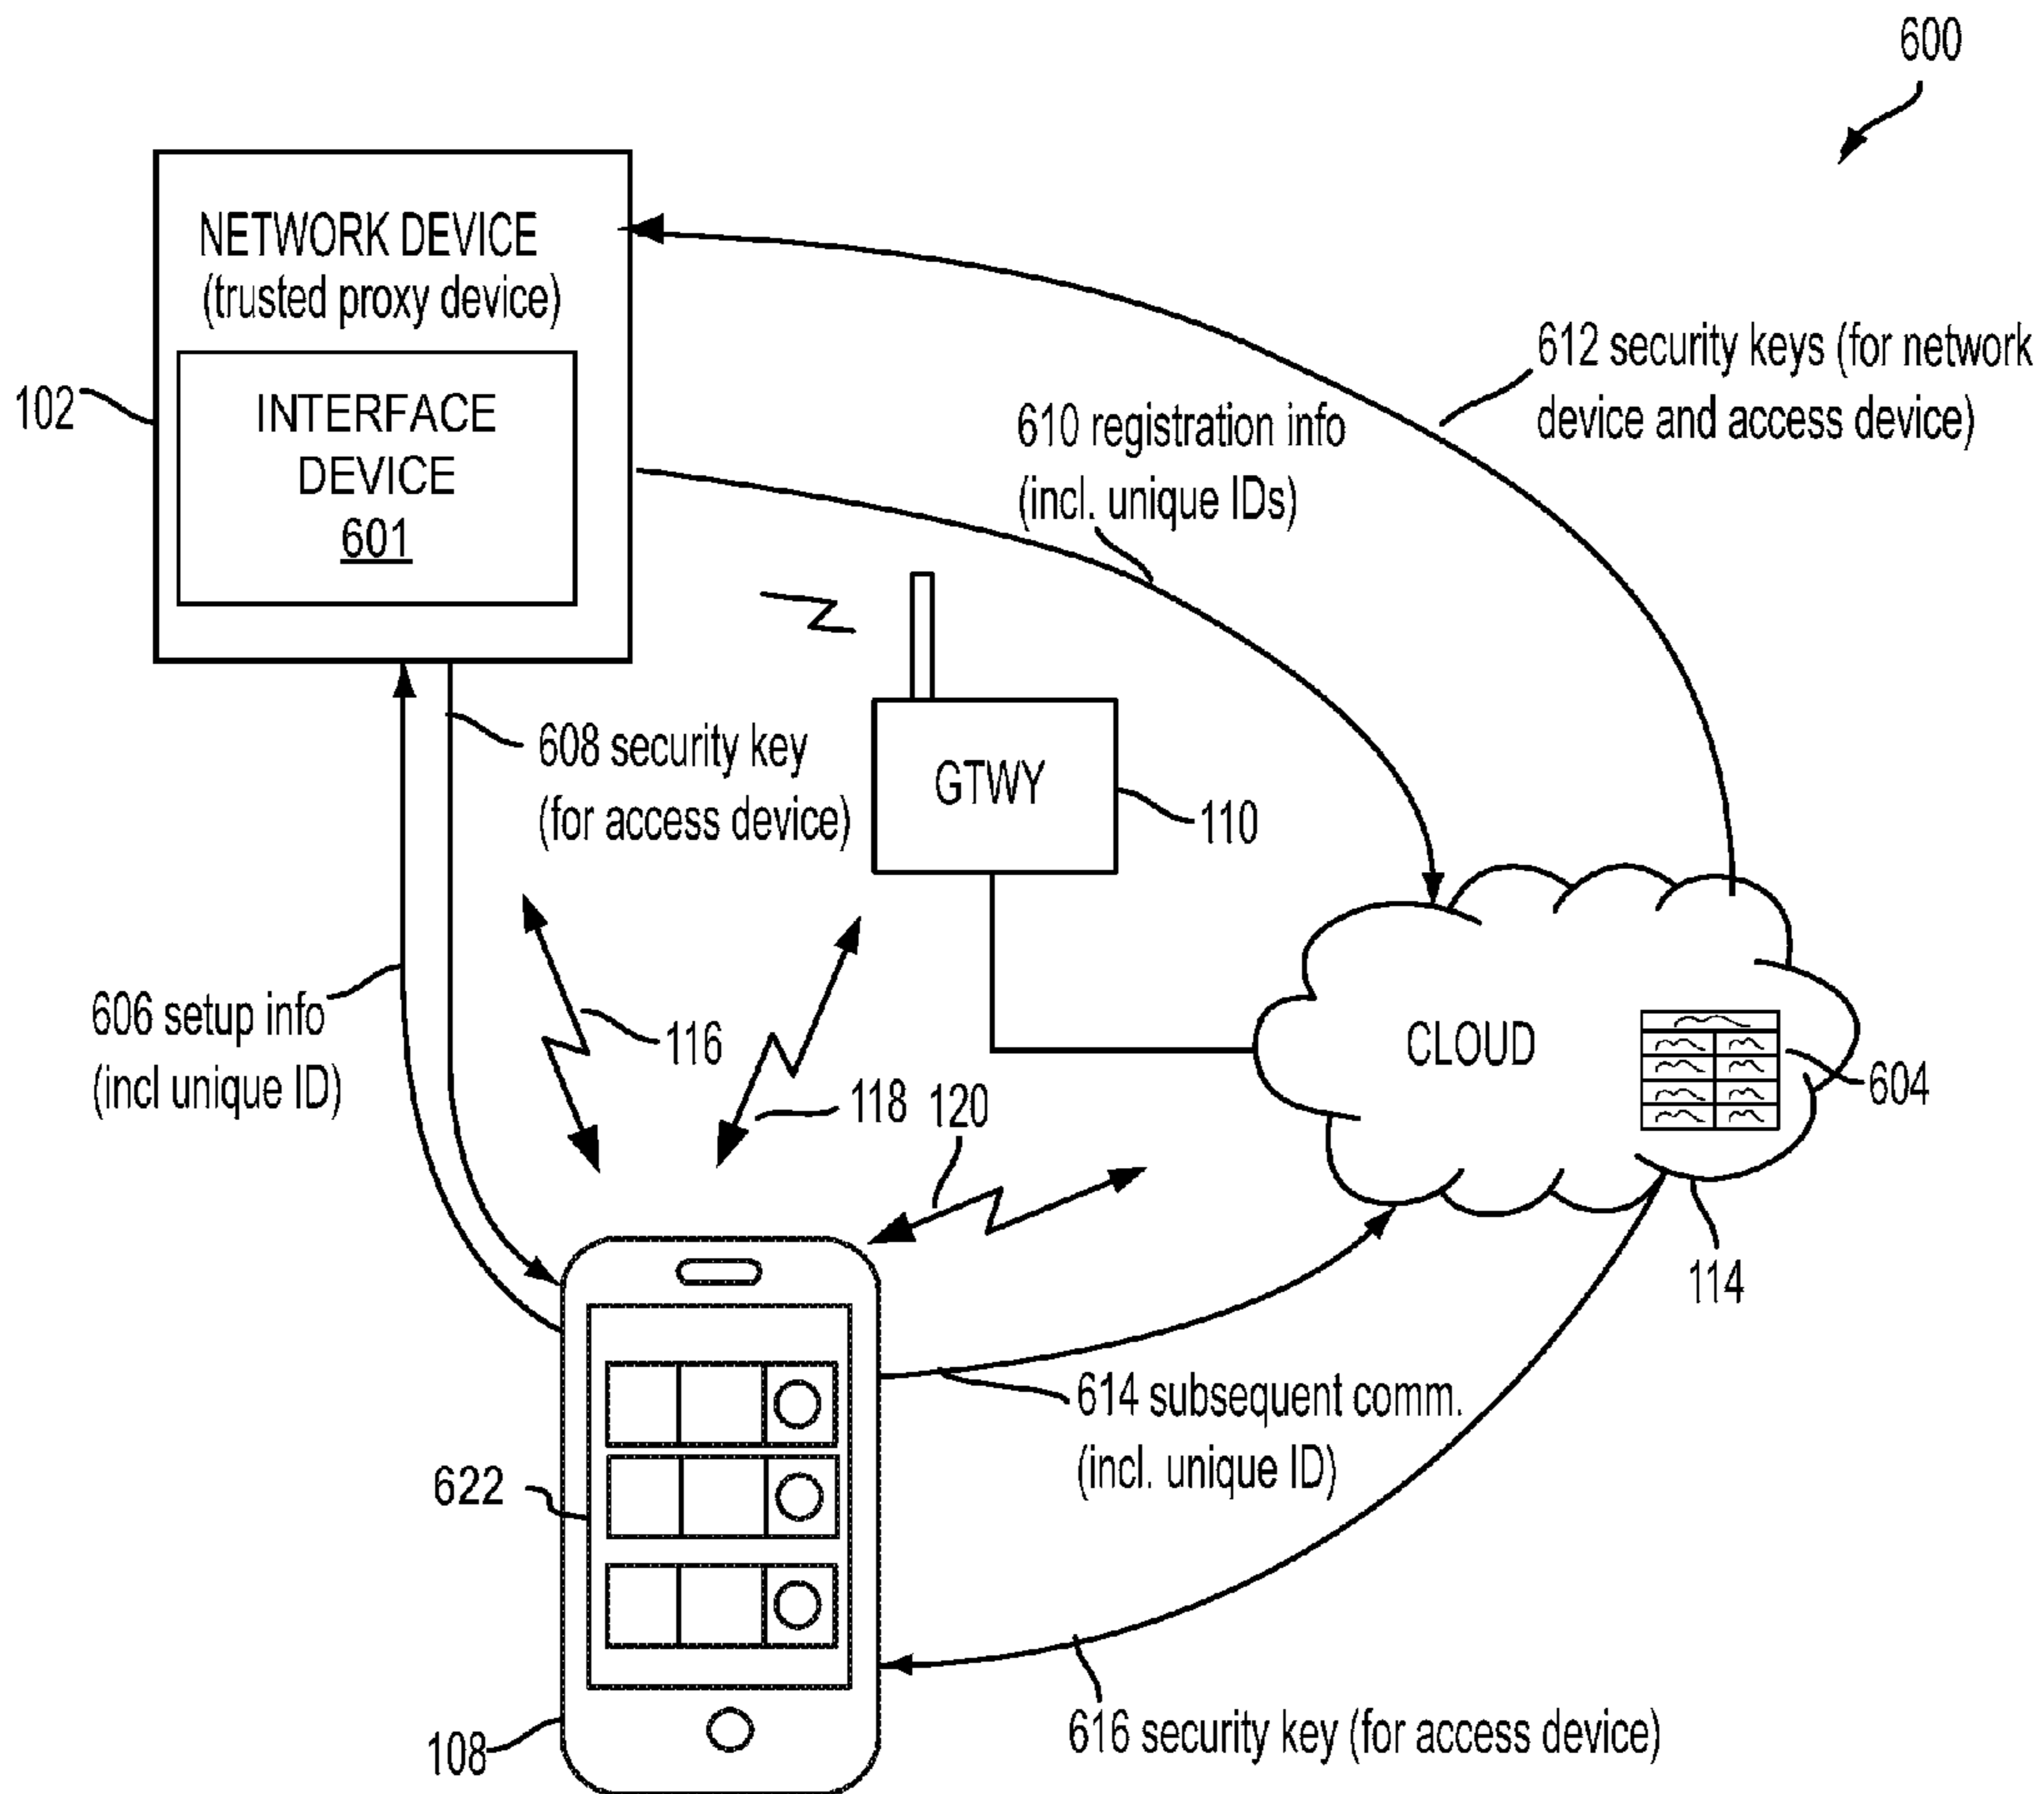 600
NETWORK DEVICE
(trusted proxy device)
INTERFACE
DEVICE
601
102
612 security keys (for network
device and access device)
610 registration info
(incl. unique IDs)
608 security key
(for access device)
GTWY
110
606 setup info
(incl unique ID)
116
118
120
CLOUD
604
114
614 subsequent comm.
(incl. unique ID)
622
108
616 security key (for access device)